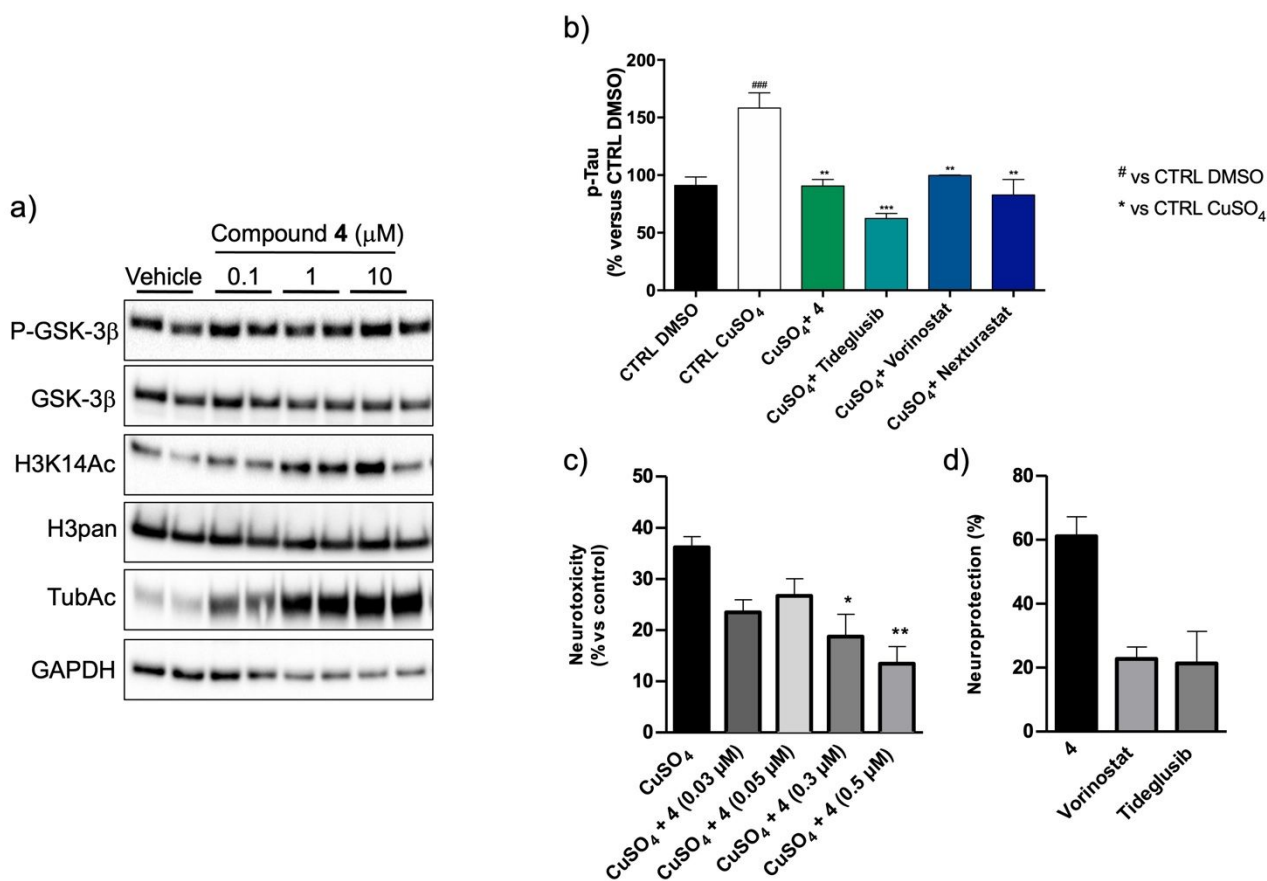 a)
Compound 4 (μM)
Vehicle 0.1 1 10
P-GSK-3β
GSK-3β
H3K14Ac
H3pan
TubAc
GAPDH
b)
p-Tau
(% versus CTRL DMSO)
200
150
100
50
0
###
**
***
**
**
CTRL DMSO
CTRL CuSO₄
CuSO₄+ 4
CuSO₄+ Tideglusib
CuSO₄+ Vorinostat
CuSO₄+ Nexturastat
# vs CTRL DMSO
* vs CTRL CuSO₄
c)
Neurotoxicity
(% vs control)
50
40
30
20
10
0
*
**
CuSO₄
CuSO₄ + 4 (0.03 μM)
CuSO₄ + 4 (0.05 μM)
CuSO₄ + 4 (0.3 μM)
CuSO₄ + 4 (0.5 μM)
d)
Neuroprotection (%)
80
60
40
20
0
4
Vorinostat
Tideglusib